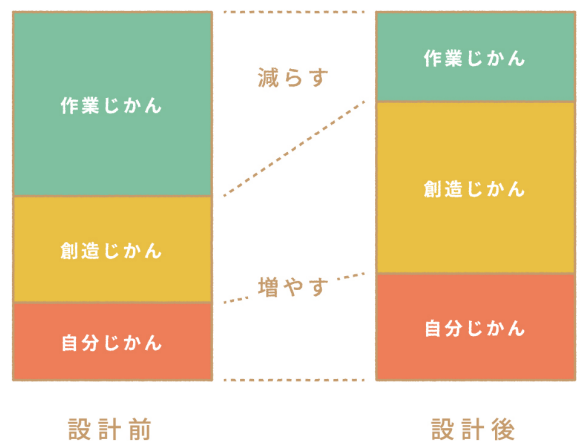 作業じかん
創造じかん
自分じかん
設計前
減らす
増やす
作業じかん
創造じかん
自分じかん
設計後